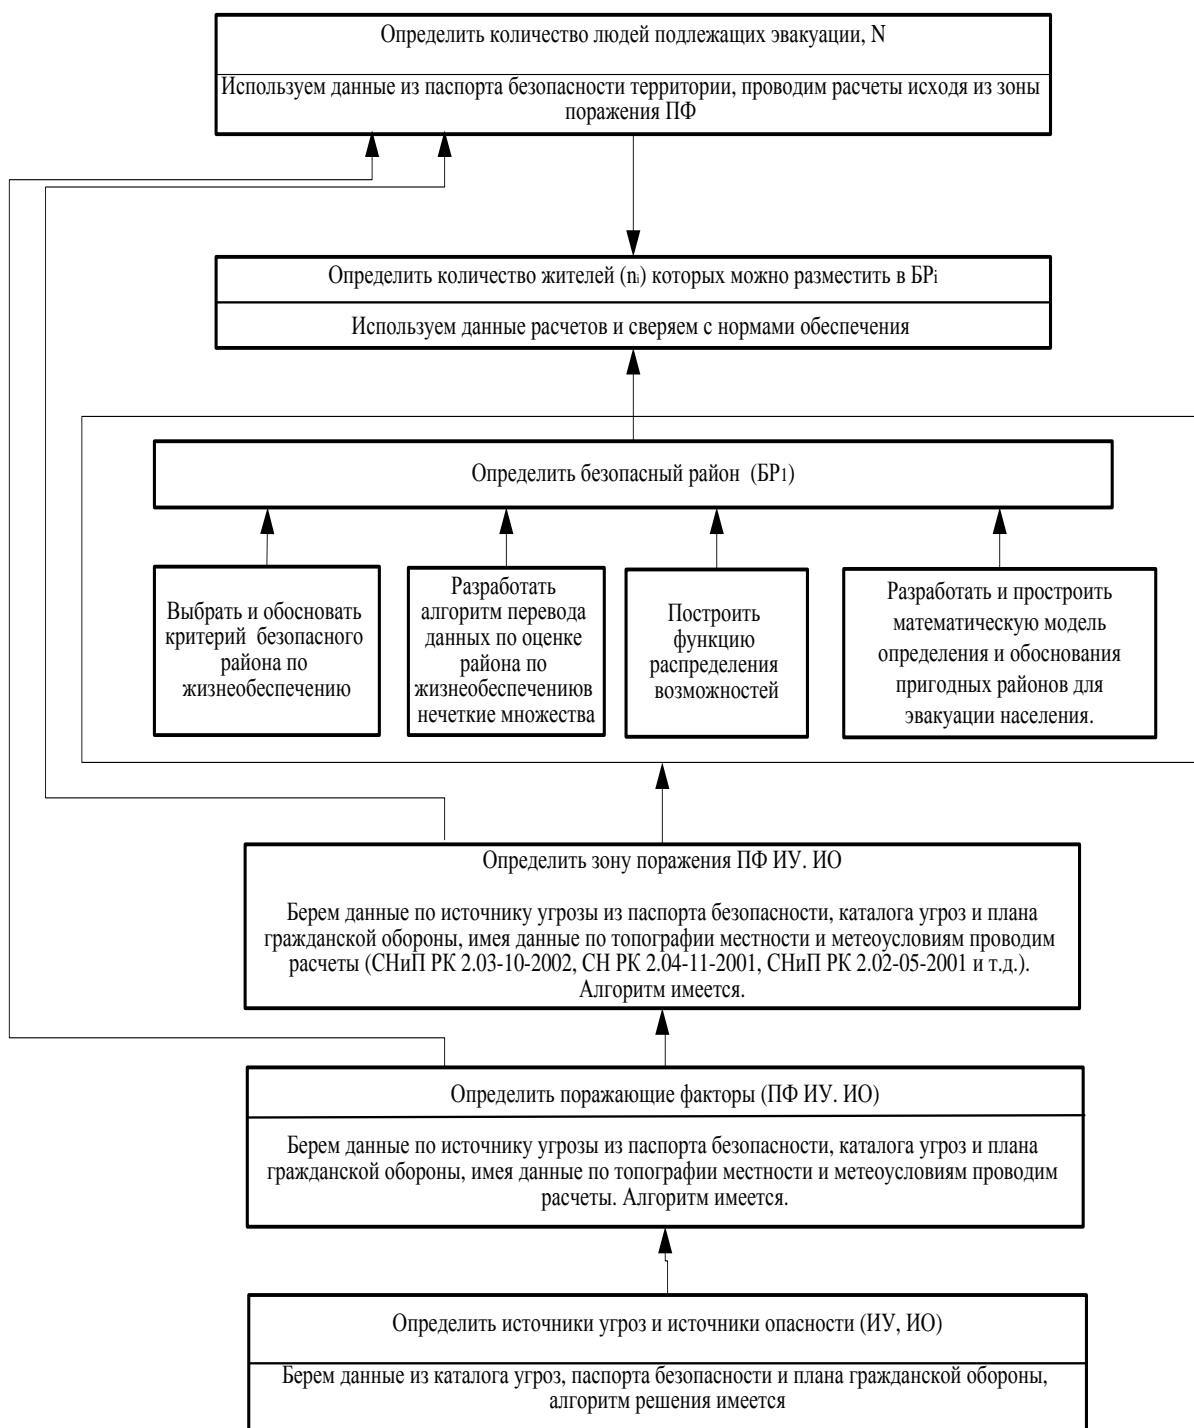 Определить количество людей подлежащих эвакуации, N
Используем данные из паспорта безопасности территории, проводим расчеты исходя из зоны
поражения ПФ
Определить количество жителей (nᵢ) которых можно разместить в БРᵢ
Используем данные расчетов и сверяем с нормами обеспечения
Определить безопасный район (БР₁)
Выбрать и обосновать
критерий безопасного
района по
жизнеобеспечению
Разработать
алгоритм перевода
данных по оценке
района по
жизнеобеспечениюв
нечеткие множества
Построить
функцию
распределения
возможностей
Разработать и простроить
математическую модель
определения и обоснования
пригодных районов для
эвакуации населения.
Определить зону поражения ПФ ИУ. ИО
Берем данные по источнику угрозы из паспорта безопасности, каталога угроз и плана
гражданской обороны, имея данные по топографии местности и метеоусловиям проводим
расчеты (СНиП РК 2.03-10-2002, СН РК 2.04-11-2001, СНиП РК 2.02-05-2001 и т.д.).
Алгоритм имеется.
Определить поражающие факторы (ПФ ИУ. ИО)
Берем данные по источнику угрозы из паспорта безопасности, каталога угроз и плана
гражданской обороны, имея данные по топографии местности и метеоусловиям проводим
расчеты. Алгоритм имеется.
Определить источники угроз и источники опасности (ИУ, ИО)
Берем данные из каталога угроз, паспорта безопасности и плана гражданской обороны,
алгоритм решения имеется